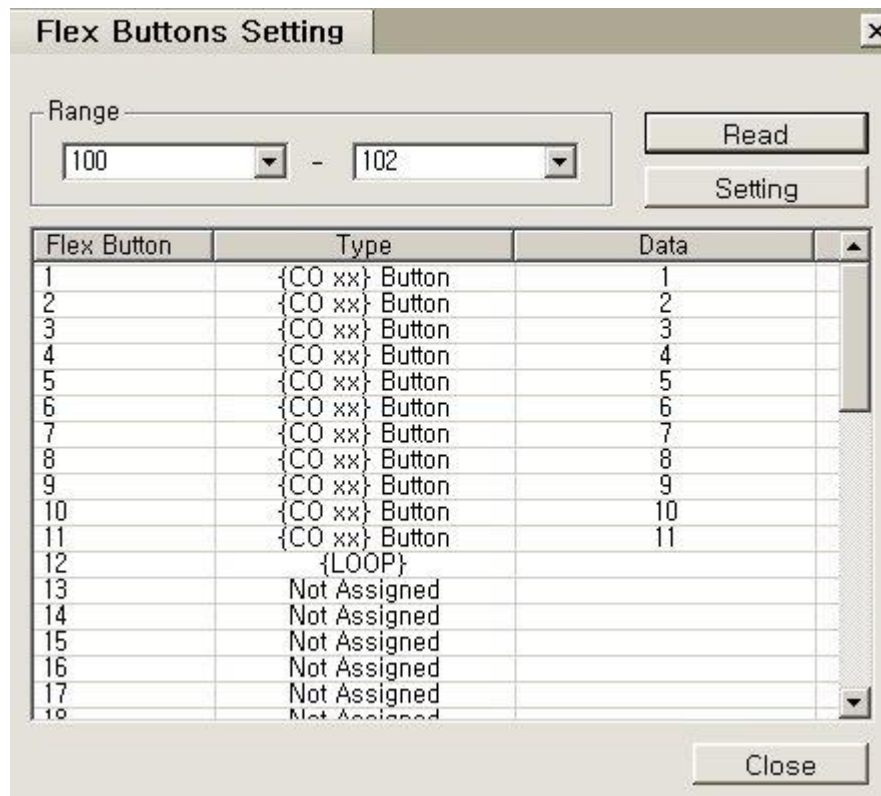 Flex Buttons Setting
Range
100 - 102
Read
Setting
Flex Button Type Data
1 {CO xx} Button 1
2 {CO xx} Button 2
3 {CO xx} Button 3
4 {CO xx} Button 4
5 {CO xx} Button 5
6 {CO xx} Button 6
7 {CO xx} Button 7
8 {CO xx} Button 8
9 {CO xx} Button 9
10 {CO xx} Button 10
11 {CO xx} Button 11
12 {LOOP}
13 Not Assigned
14 Not Assigned
15 Not Assigned
16 Not Assigned
17 Not Assigned
18 Not Assigned
Close